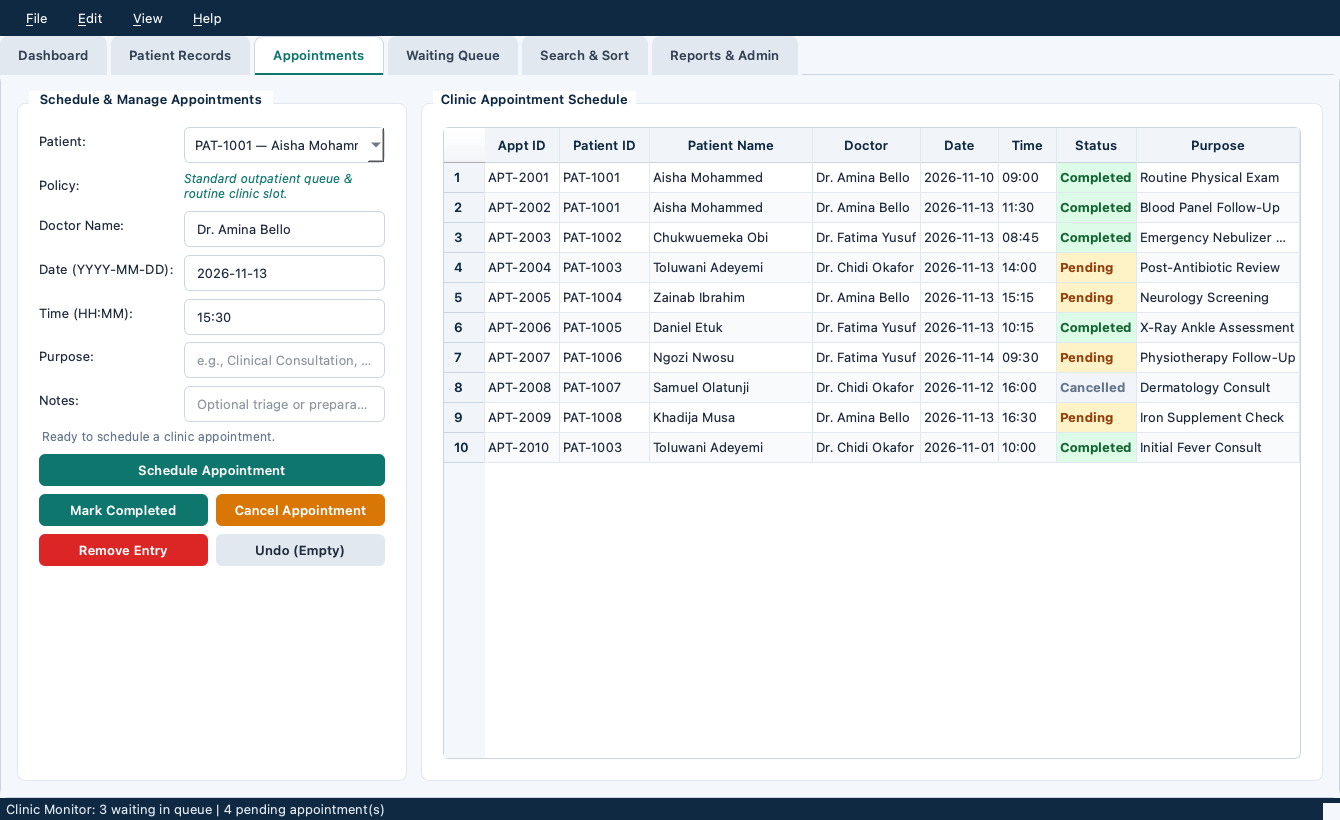 File Edit View Help
Dashboard Patient Records Appointments Waiting Queue Search & Sort Reports & Admin
Schedule & Manage Appointments
Patient: PAT-1001 — Aisha Mohamr
Policy: Standard outpatient queue &
routine clinic slot.
Doctor Name: Dr. Amina Bello
Date (YYYY-MM-DD): 2026-11-13
Time (HH:MM): 15:30
Purpose: e.g., Clinical Consultation, ...
Notes: Optional triage or prepara...
Ready to schedule a clinic appointment.
Schedule Appointment
Mark Completed Cancel Appointment
Remove Entry Undo (Empty)
Clinic Appointment Schedule
Appt ID Patient ID Patient Name Doctor Date Time Status Purpose
1 APT-2001 PAT-1001 Aisha Mohammed Dr. Amina Bello 2026-11-10 09:00 Completed Routine Physical Exam
2 APT-2002 PAT-1001 Aisha Mohammed Dr. Amina Bello 2026-11-13 11:30 Completed Blood Panel Follow-Up
3 APT-2003 PAT-1002 Chukwuemeka Obi Dr. Fatima Yusuf 2026-11-13 08:45 Completed Emergency Nebulizer ...
4 APT-2004 PAT-1003 Toluwani Adeyemi Dr. Chidi Okafor 2026-11-13 14:00 Pending Post-Antibiotic Review
5 APT-2005 PAT-1004 Zainab Ibrahim Dr. Amina Bello 2026-11-13 15:15 Pending Neurology Screening
6 APT-2006 PAT-1005 Daniel Etuk Dr. Fatima Yusuf 2026-11-13 10:15 Completed X-Ray Ankle Assessment
7 APT-2007 PAT-1006 Ngozi Nwosu Dr. Fatima Yusuf 2026-11-14 09:30 Pending Physiotherapy Follow-Up
8 APT-2008 PAT-1007 Samuel Olatunji Dr. Chidi Okafor 2026-11-12 16:00 Cancelled Dermatology Consult
9 APT-2009 PAT-1008 Khadija Musa Dr. Amina Bello 2026-11-13 16:30 Pending Iron Supplement Check
10 APT-2010 PAT-1003 Toluwani Adeyemi Dr. Chidi Okafor 2026-11-01 10:00 Completed Initial Fever Consult
Clinic Monitor: 3 waiting in queue | 4 pending appointment(s)